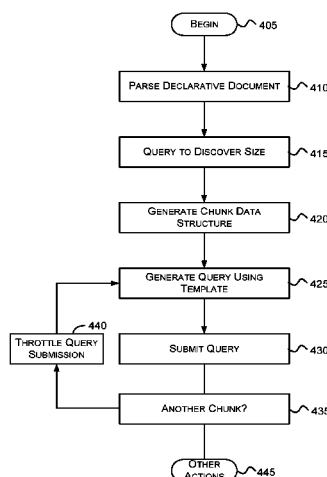 BEGIN
405
PARSE DECLARATIVE DOCUMENT
410
QUERY TO DISCOVER SIZE
415
GENERATE CHUNK DATA
STRUCTURE
420
GENERATE QUERY USING
TEMPLATE
425
440
THROTTLE QUERY
SUBMISSION
SUBMIT QUERY
430
ANOTHER CHUNK?
435
OTHER
ACTIONS
445